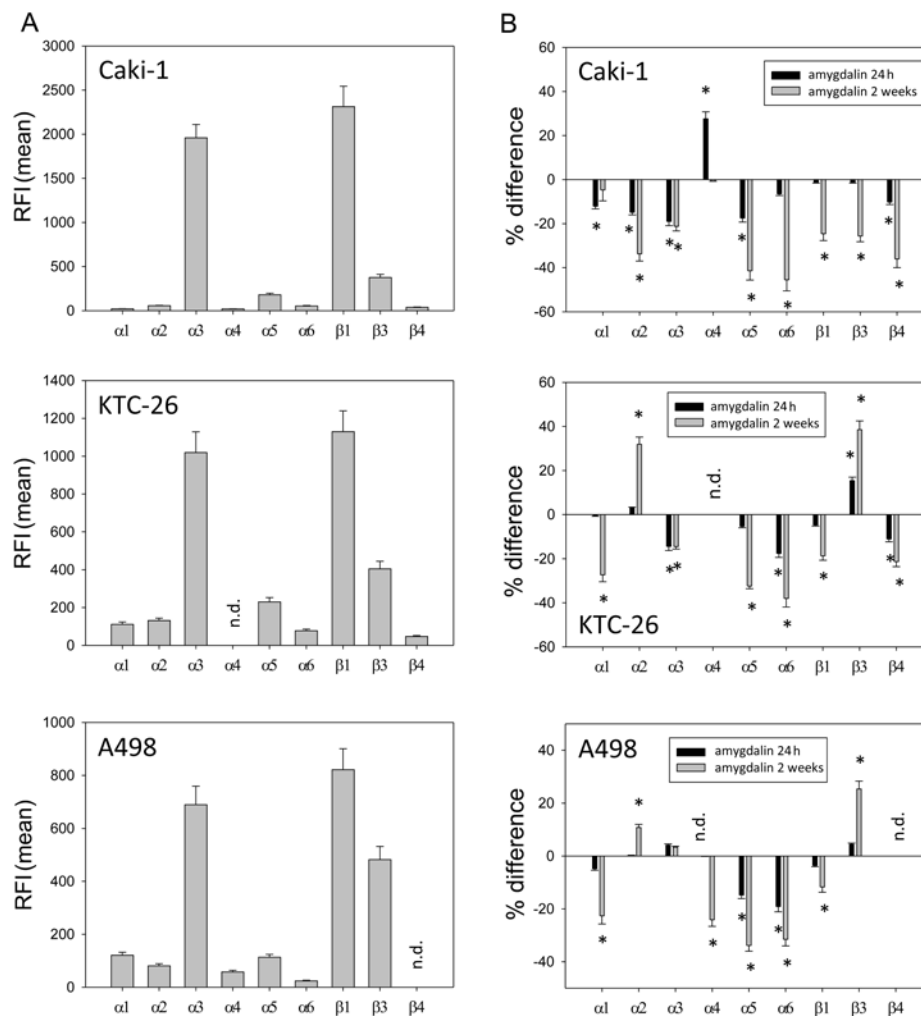 A
B
3000
2500
2000
1500
1000
500
0
RFI (mean)
Caki-1
α1 α2 α3 α4 α5 α6 β1 β3 β4
60
40
20
0
-20
-40
-60
% difference
Caki-1
amygdalin 24h
amygdalin 2 weeks
*
* * * * * * * * * * * * *
α1 α2 α3 α4 α5 α6 β1 β3 β4
1400
1200
1000
800
600
400
200
0
RFI (mean)
KTC-26
n.d.
α1 α2 α3 α4 α5 α6 β1 β3 β4
60
40
20
0
-20
-40
-60
% difference
amygdalin 24h
amygdalin 2 weeks
* * *
n.d.
* * * * * * * * *
KTC-26
α1 α2 α3 α4 α5 α6 β1 β3 β4
1000
800
600
400
200
0
RFI (mean)
A498
n.d.
α1 α2 α3 α4 α5 α6 β1 β3 β4
40
20
0
-20
-40
% difference
A498
amygdalin 24h
amygdalin 2 weeks
* *
n.d. n.d.
* * * * * * *
α1 α2 α3 α4 α5 α6 β1 β3 β4